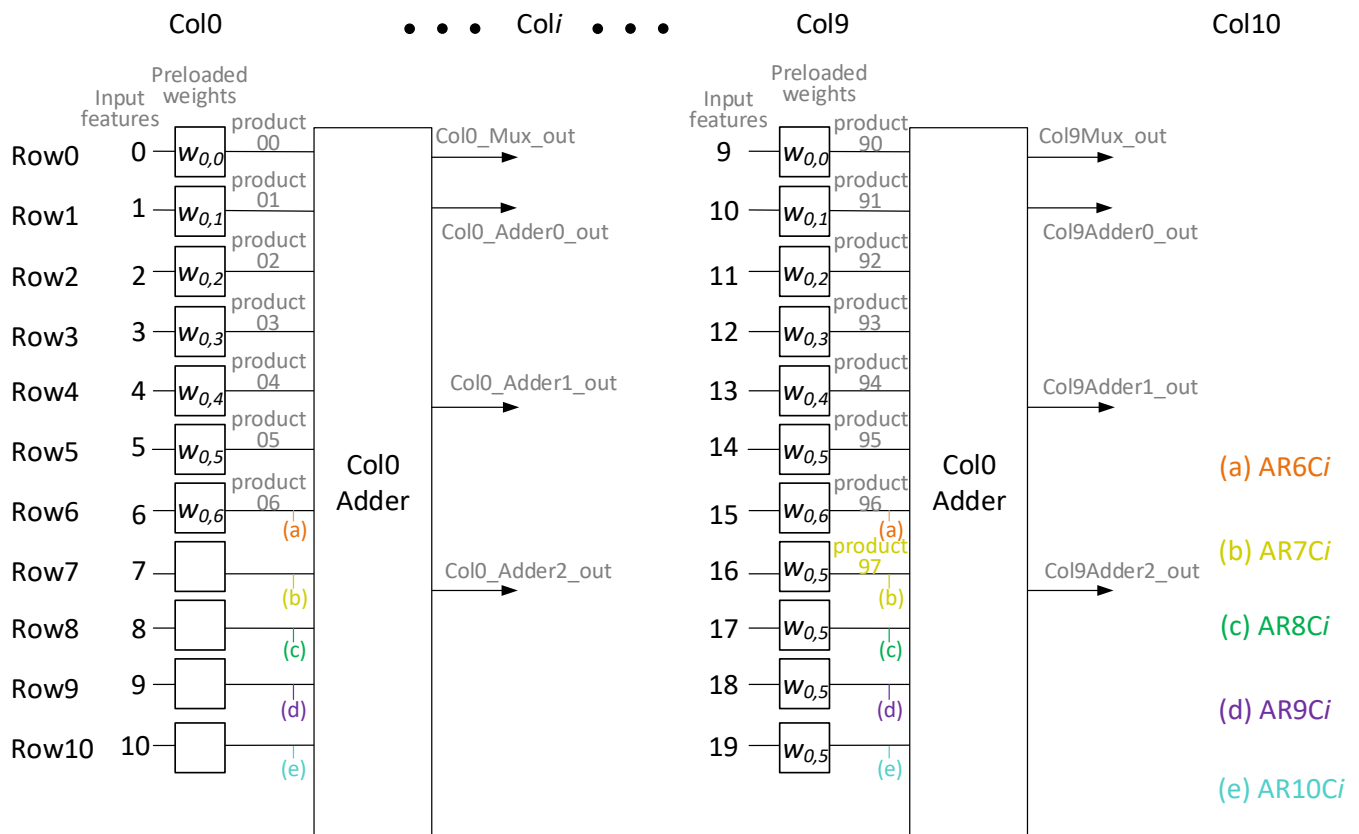 Col0
• • • Coli • • •
Col9
Col10
Preloaded
weights
Input
features
Preloaded
weights
Input
features
Row0 0 w0,0 product
00
Row1 1 w0,1 product
01
Row2 2 w0,2 product
02
Row3 3 w0,3 product
03
Row4 4 w0,4 product
04
Row5 5 w0,5 product
05
Row6 6 w0,6 product
06
(a)
Row7 7
(b)
Row8 8
(c)
Row9 9
(d)
Row10 10
(e)
Col0
Adder
Col0_Mux_out
Col0_Adder0_out
Col0_Adder1_out
Col0_Adder2_out
9 w0,0 product
90
10 w0,1 product
91
11 w0,2 product
92
12 w0,3 product
93
13 w0,4 product
94
14 w0,5 product
95
15 w0,6 product
96
(a)
16 w0,5 product
97
(b)
17 w0,5
(c)
18 w0,5
(d)
19 w0,5
(e)
Col0
Adder
Col9Mux_out
Col9Adder0_out
Col9Adder1_out
Col9Adder2_out
(a) AR6Ci
(b) AR7Ci
(c) AR8Ci
(d) AR9Ci
(e) AR10Ci